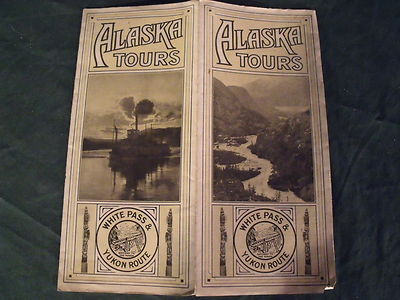 ALASKA
TOURS
WHITE PASS &
YUKON ROUTE
ALASKA
TOURS
WHITE PASS &
YUKON ROUTE